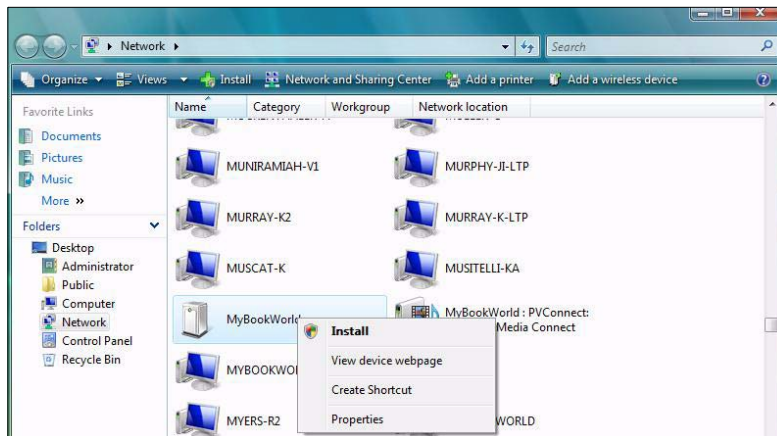 Network
Search
Organize Views Install Network and Sharing Center Add a printer Add a wireless device
Favorite Links
Documents
Pictures
Music
More »
Folders
Desktop
Administrator
Public
Computer
Network
Control Panel
Recycle Bin
Name Category Workgroup Network location
MUNIRAMIAH-V1 MURPHY-JI-LTP
MURRAY-K2 MURRAY-K-LTP
MUSCAT-K MUSITELLI-KA
MyBookWorld MyBookWorld : PVConnect:
Media Connect
Install
View device webpage
Create Shortcut
Properties
MYBOOKWO
MYERS-R2 WORLD